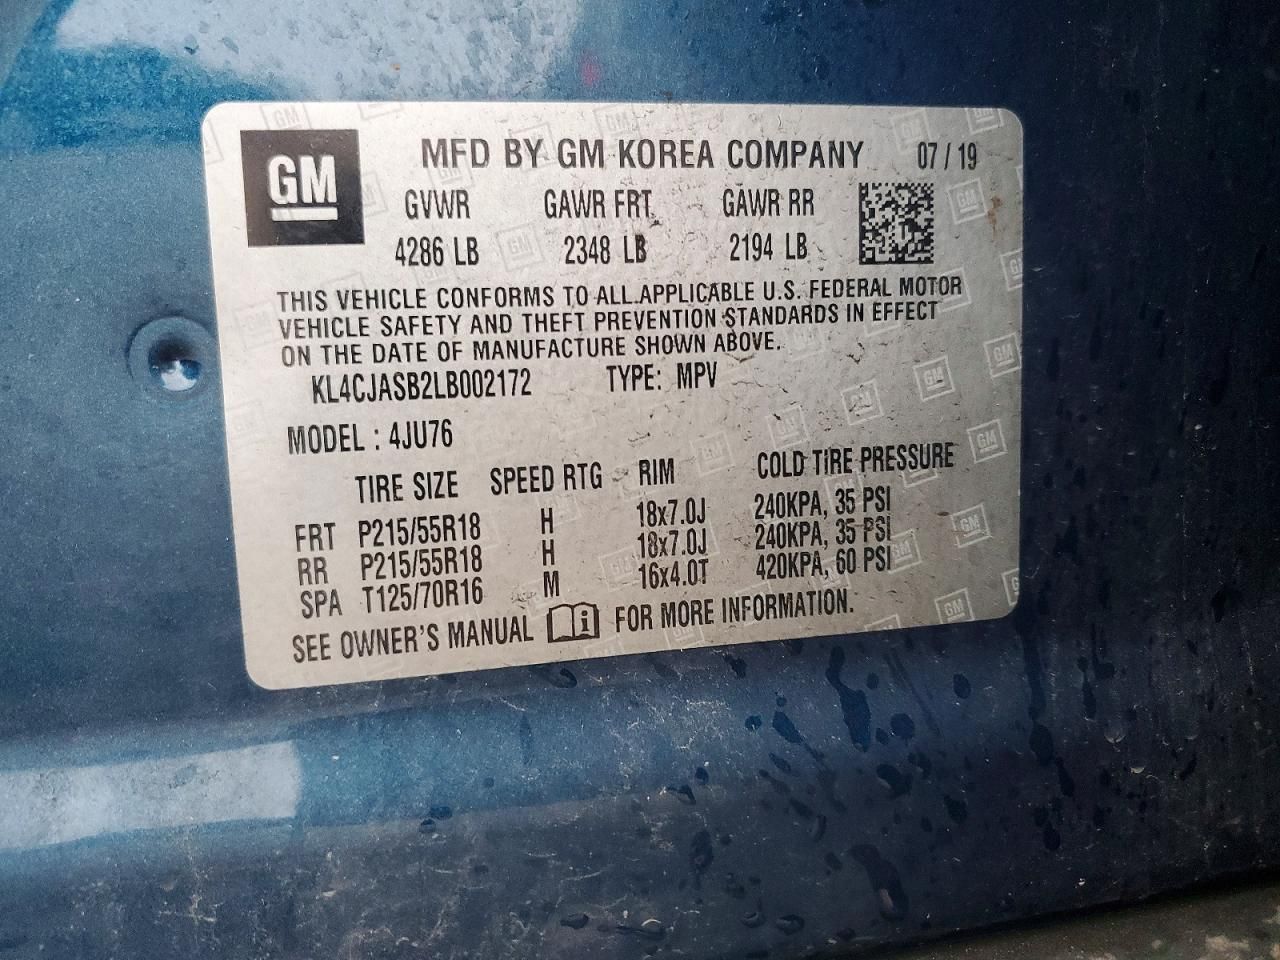 GM
MFD BY GM KOREA COMPANY 07 / 19
GVWR GAWR FRT GAWR RR
4286 LB 2348 LB 2194 LB
THIS VEHICLE CONFORMS TO ALL APPLICABLE U.S. FEDERAL MOTOR
VEHICLE SAFETY AND THEFT PREVENTION STANDARDS IN EFFECT
ON THE DATE OF MANUFACTURE SHOWN ABOVE.
KL4CJASB2LB002172 TYPE: MPV
MODEL : 4JU76
TIRE SIZE SPEED RTG RIM COLD TIRE PRESSURE
FRT P215/55R18 H 18x7.0J 240KPA, 35 PSI
RR P215/55R18 H 18x7.0J 240KPA, 35 PSI
SPA T125/70R16 M 16x4.0T 420KPA, 60 PSI
SEE OWNER'S MANUAL i FOR MORE INFORMATION.